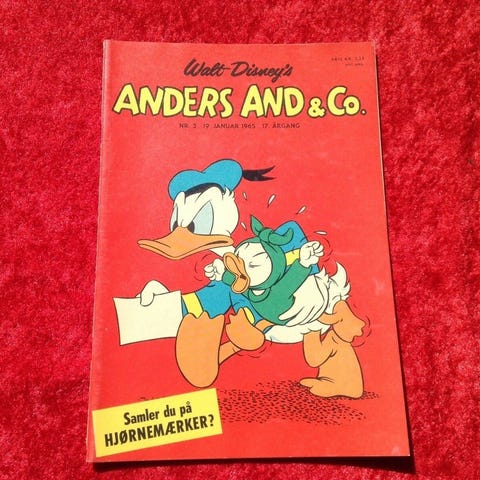 Walt Disney's
ANDERS AND & Co.
NR. 3 19. JANUAR 1965 17. ÅRGANG
Samler du på
HJØRNEMÆRKER?